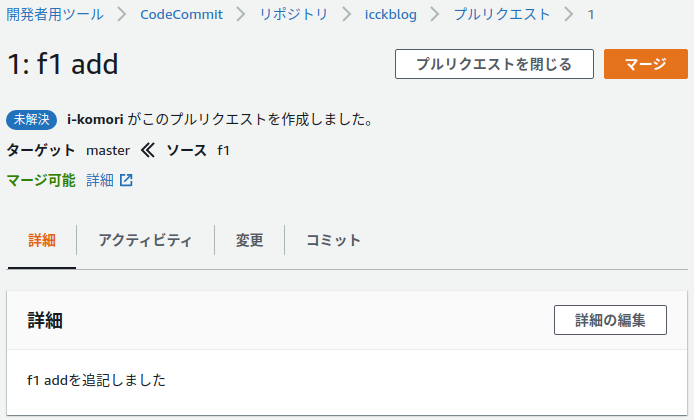 開発者用ツール > CodeCommit > リポジトリ > icckblog > プルリクエスト > 1
1: f1 add プルリクエストを閉じる マージ
未解決 i-komori がこのプルリクエストを作成しました。
ターゲット master ≪ ソース f1
マージ可能 詳細
詳細 アクティビティ 変更 コミット
詳細 詳細の編集
f1 addを追記しました